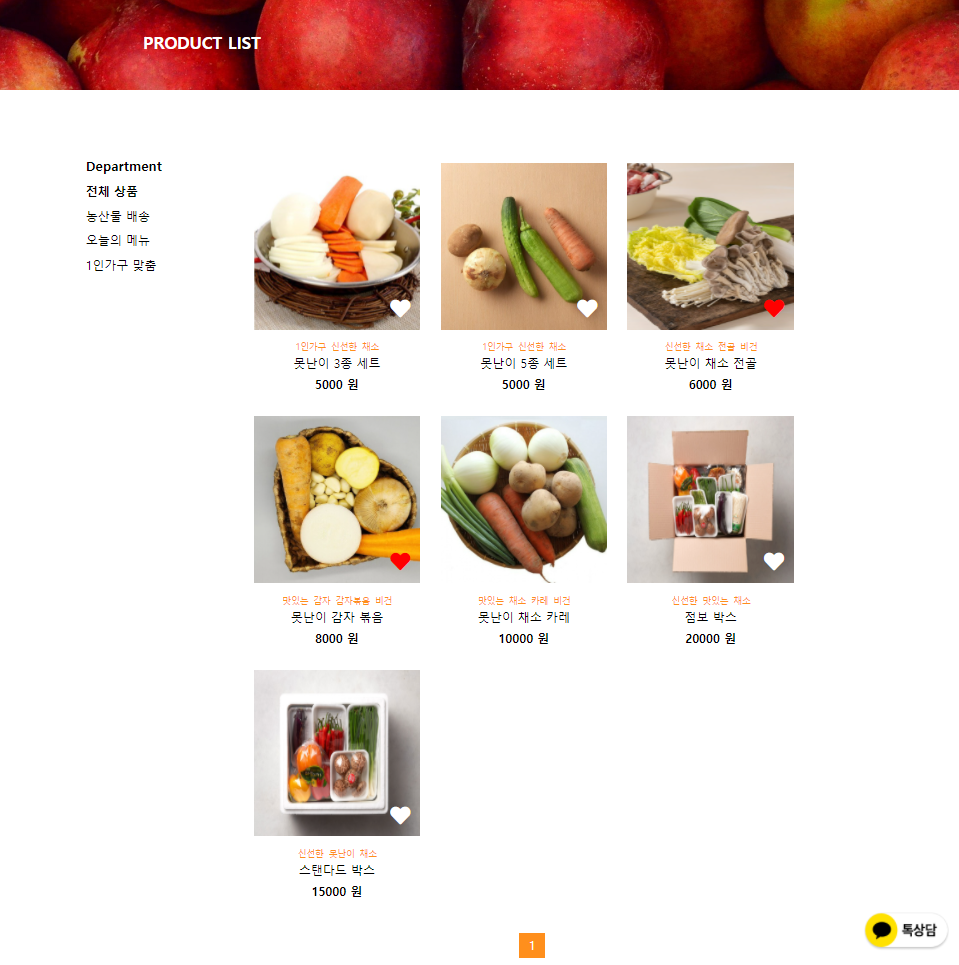 PRODUCT LIST
Department
전체 상품
농산물 배송
오늘의 메뉴
1인가구 맞춤
1인가구 신선한 채소
못난이 3종 세트
5000 원
1인가구 신선한 채소
못난이 5종 세트
5000 원
신선한 채소 전골 비건
못난이 채소 전골
6000 원
맛있는 감자 감자볶음 비건
못난이 감자 볶음
8000 원
맛있는 채소 카레 비건
못난이 채소 카레
10000 원
신선한 맛있는 채소
점보 박스
20000 원
신선한 못난이 채소
스탠다드 박스
15000 원
1
톡상담